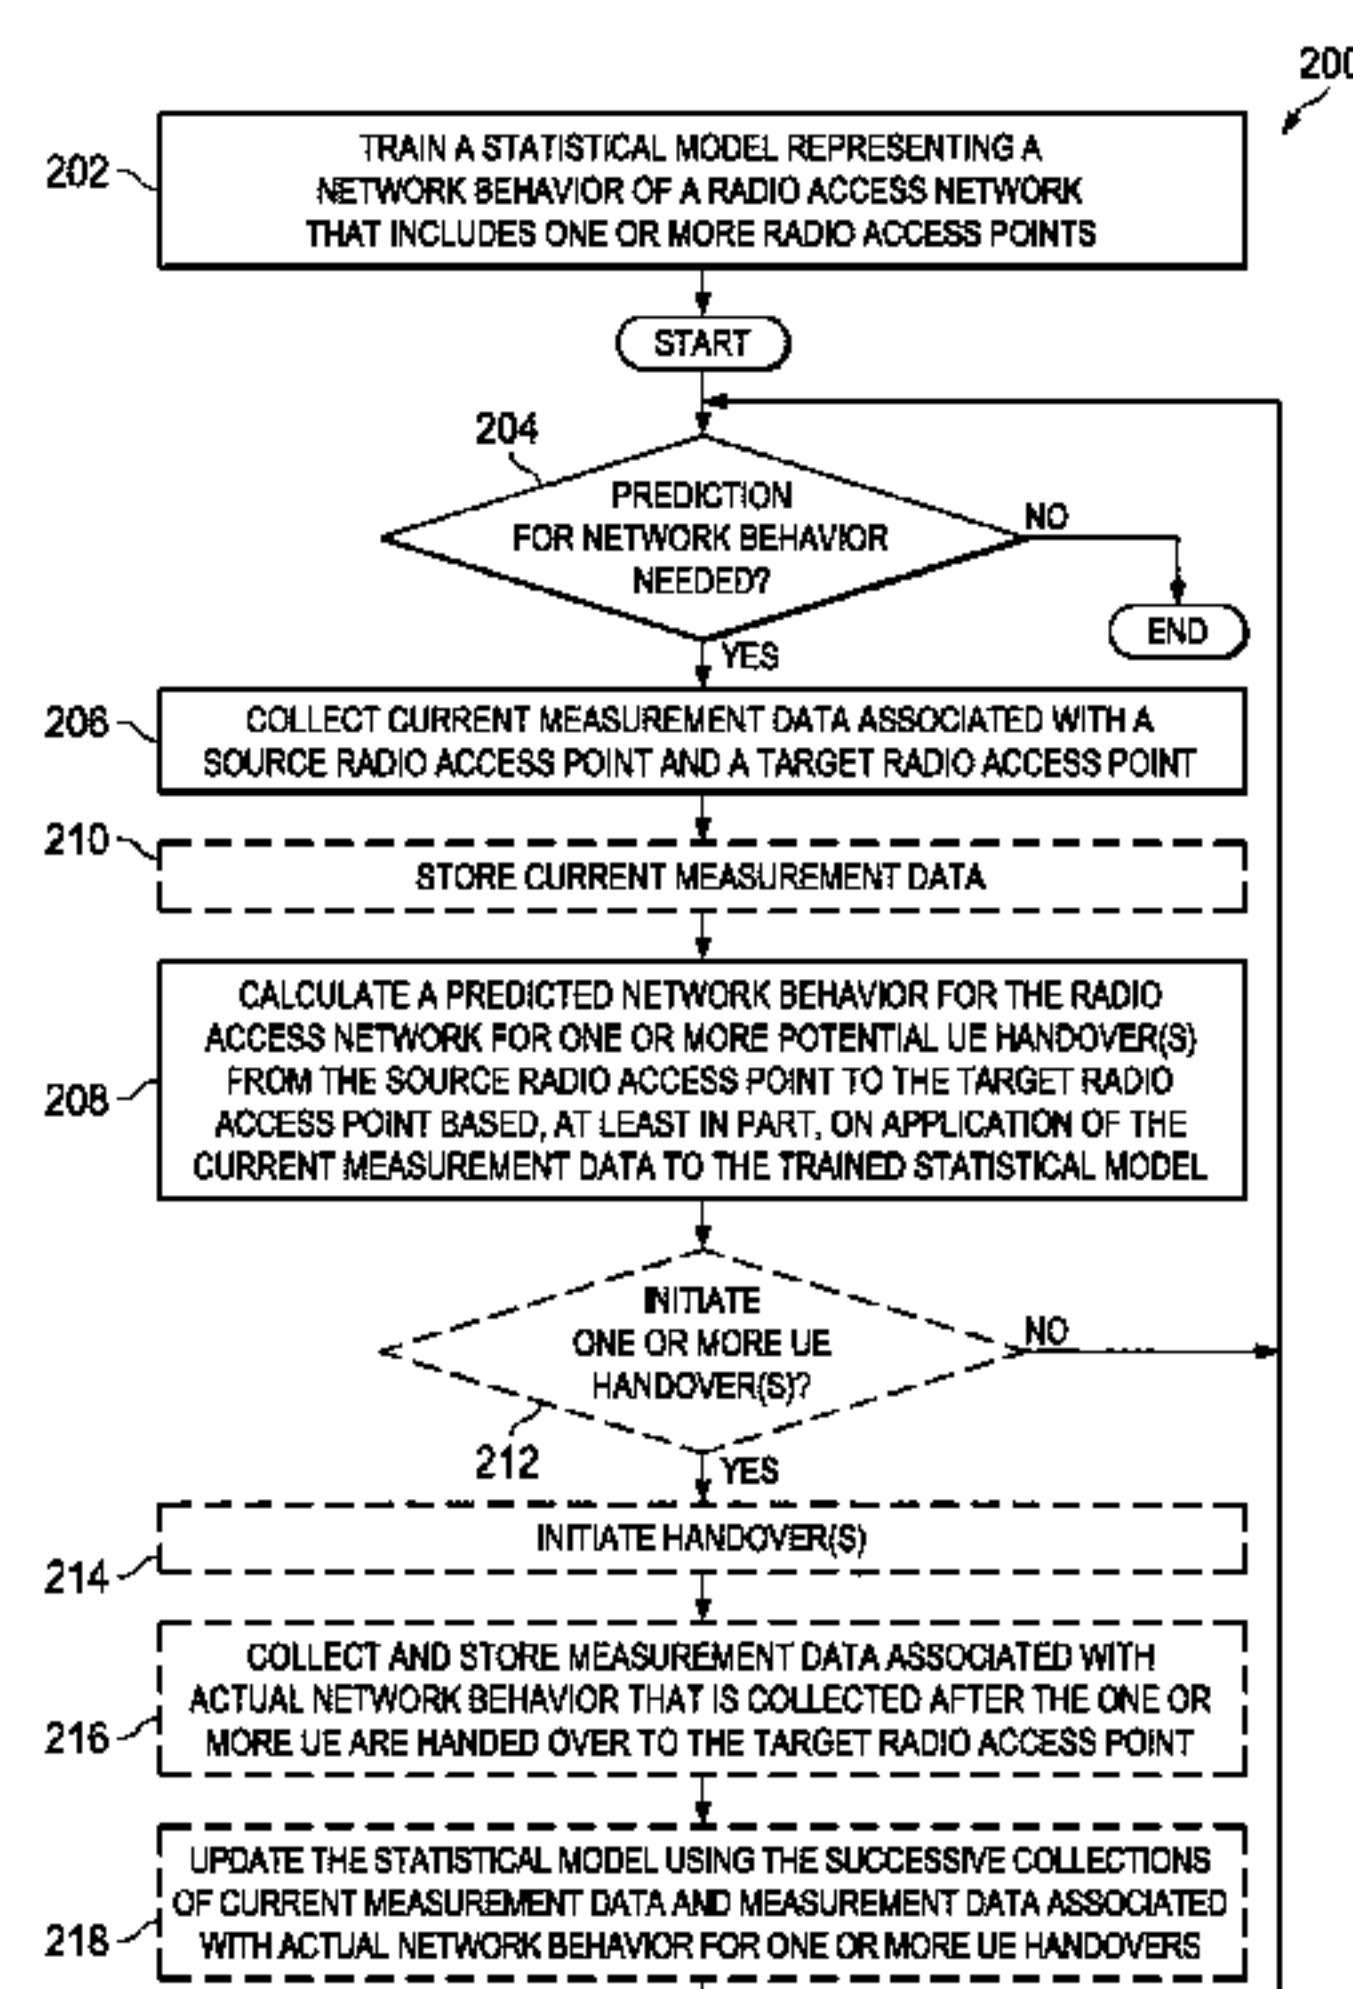 200
202
TRAIN A STATISTICAL MODEL REPRESENTING A
NETWORK BEHAVIOR OF A RADIO ACCESS NETWORK
THAT INCLUDES ONE OR MORE RADIO ACCESS POINTS
START
204
PREDICTION
FOR NETWORK BEHAVIOR
NEEDED?
NO
END
YES
206
COLLECT CURRENT MEASUREMENT DATA ASSOCIATED WITH A
SOURCE RADIO ACCESS POINT AND A TARGET RADIO ACCESS POINT
210
STORE CURRENT MEASUREMENT DATA
208
CALCULATE A PREDICTED NETWORK BEHAVIOR FOR THE RADIO
ACCESS NETWORK FOR ONE OR MORE POTENTIAL UE HANDOVER(S)
FROM THE SOURCE RADIO ACCESS POINT TO THE TARGET RADIO
ACCESS POINT BASED, AT LEAST IN PART, ON APPLICATION OF THE
CURRENT MEASUREMENT DATA TO THE TRAINED STATISTICAL MODEL
INITIATE
ONE OR MORE UE
HANDOVER(S)?
NO
212
YES
INITIATE HANDOVER(S)
214
COLLECT AND STORE MEASUREMENT DATA ASSOCIATED WITH
ACTUAL NETWORK BEHAVIOR THAT IS COLLECTED AFTER THE ONE OR
MORE UE ARE HANDED OVER TO THE TARGET RADIO ACCESS POINT
216
UPDATE THE STATISTICAL MODEL USING THE SUCCESSIVE COLLECTIONS
OF CURRENT MEASUREMENT DATA AND MEASUREMENT DATA ASSOCIATED
WITH ACTUAL NETWORK BEHAVIOR FOR ONE OR MORE UE HANDOVERS
218